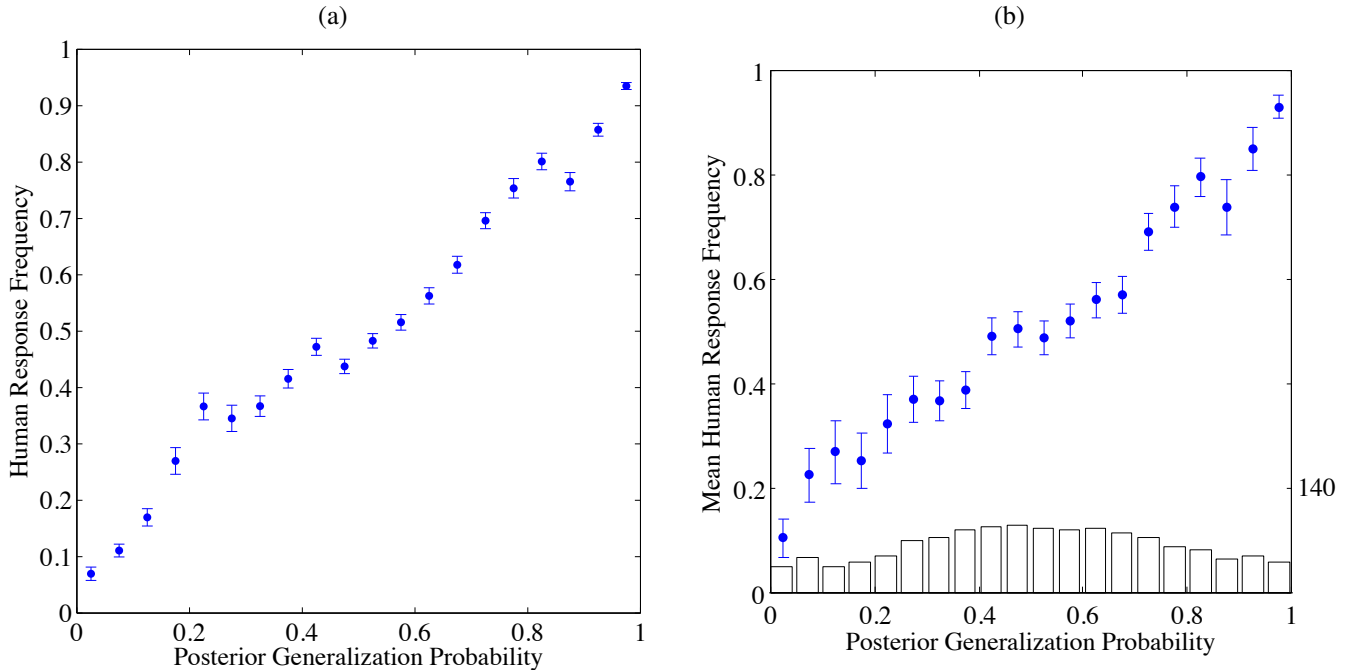 (a)
1
0.9
0.8
0.7
0.6
0.5
0.4
0.3
0.2
0.1
0
0 0.2 0.4 0.6 0.8 1
Human Response Frequency
Posterior Generalization Probability
(b)
1
0.8
0.6
0.4
0.2
0
140
0 0.2 0.4 0.6 0.8 1
Mean Human Response Frequency
Posterior Generalization Probability